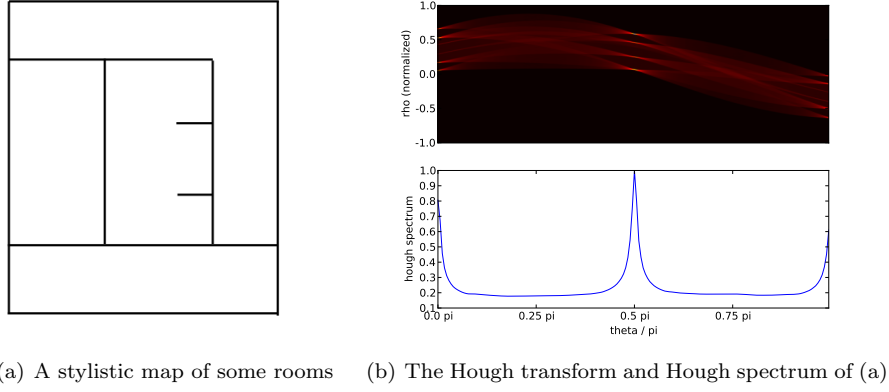 1.0
0.5
0.0
-0.5
-1.0
rho (normalized)
1.0
0.9
0.8
0.7
0.6
0.5
0.4
0.3
0.2
0.1
hough spectrum
0.0 pi 0.25 pi 0.5 pi 0.75 pi
theta / pi
a) A stylistic map of some rooms
(b) The Hough transform and Hough spectrum of (a)